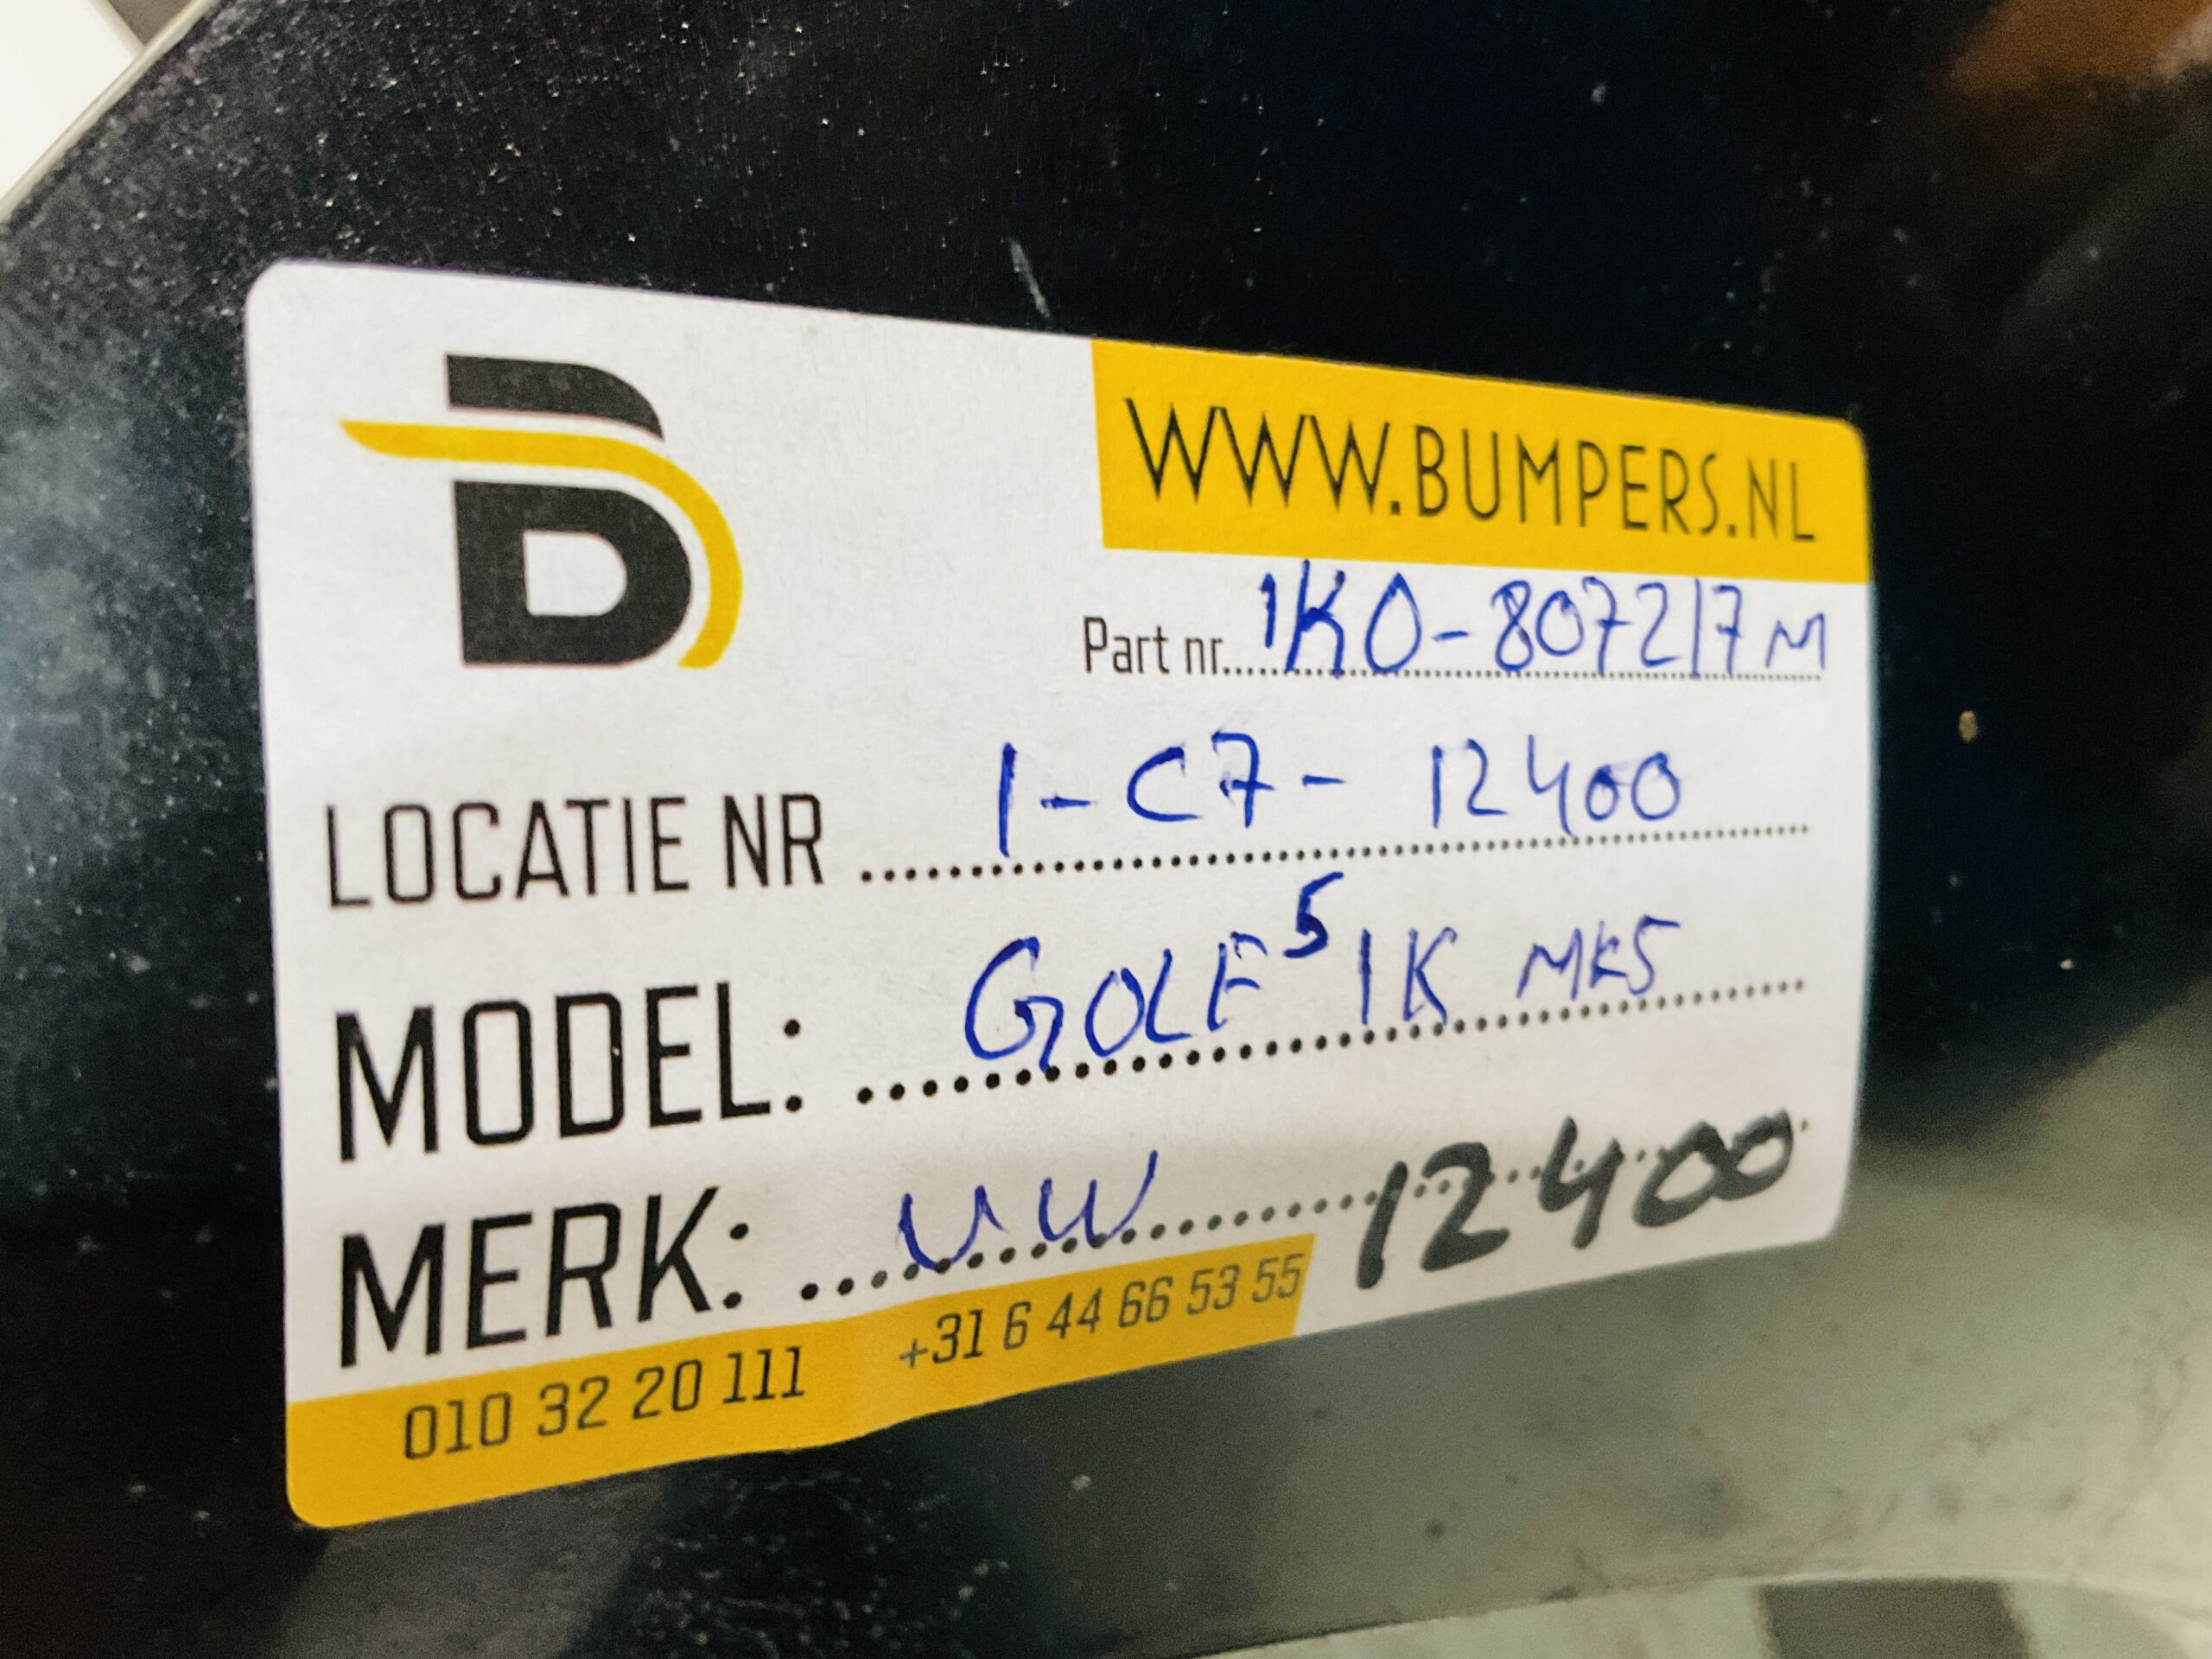 B
WWW.BUMPERS.NL
Part nr. 1K0-807217M
LOCATIE NR 1-C7-12400
MODEL: GOLF 5 1K MK5
MERK: VW 12400
010 32 20 111 +31 6 44 66 53 55